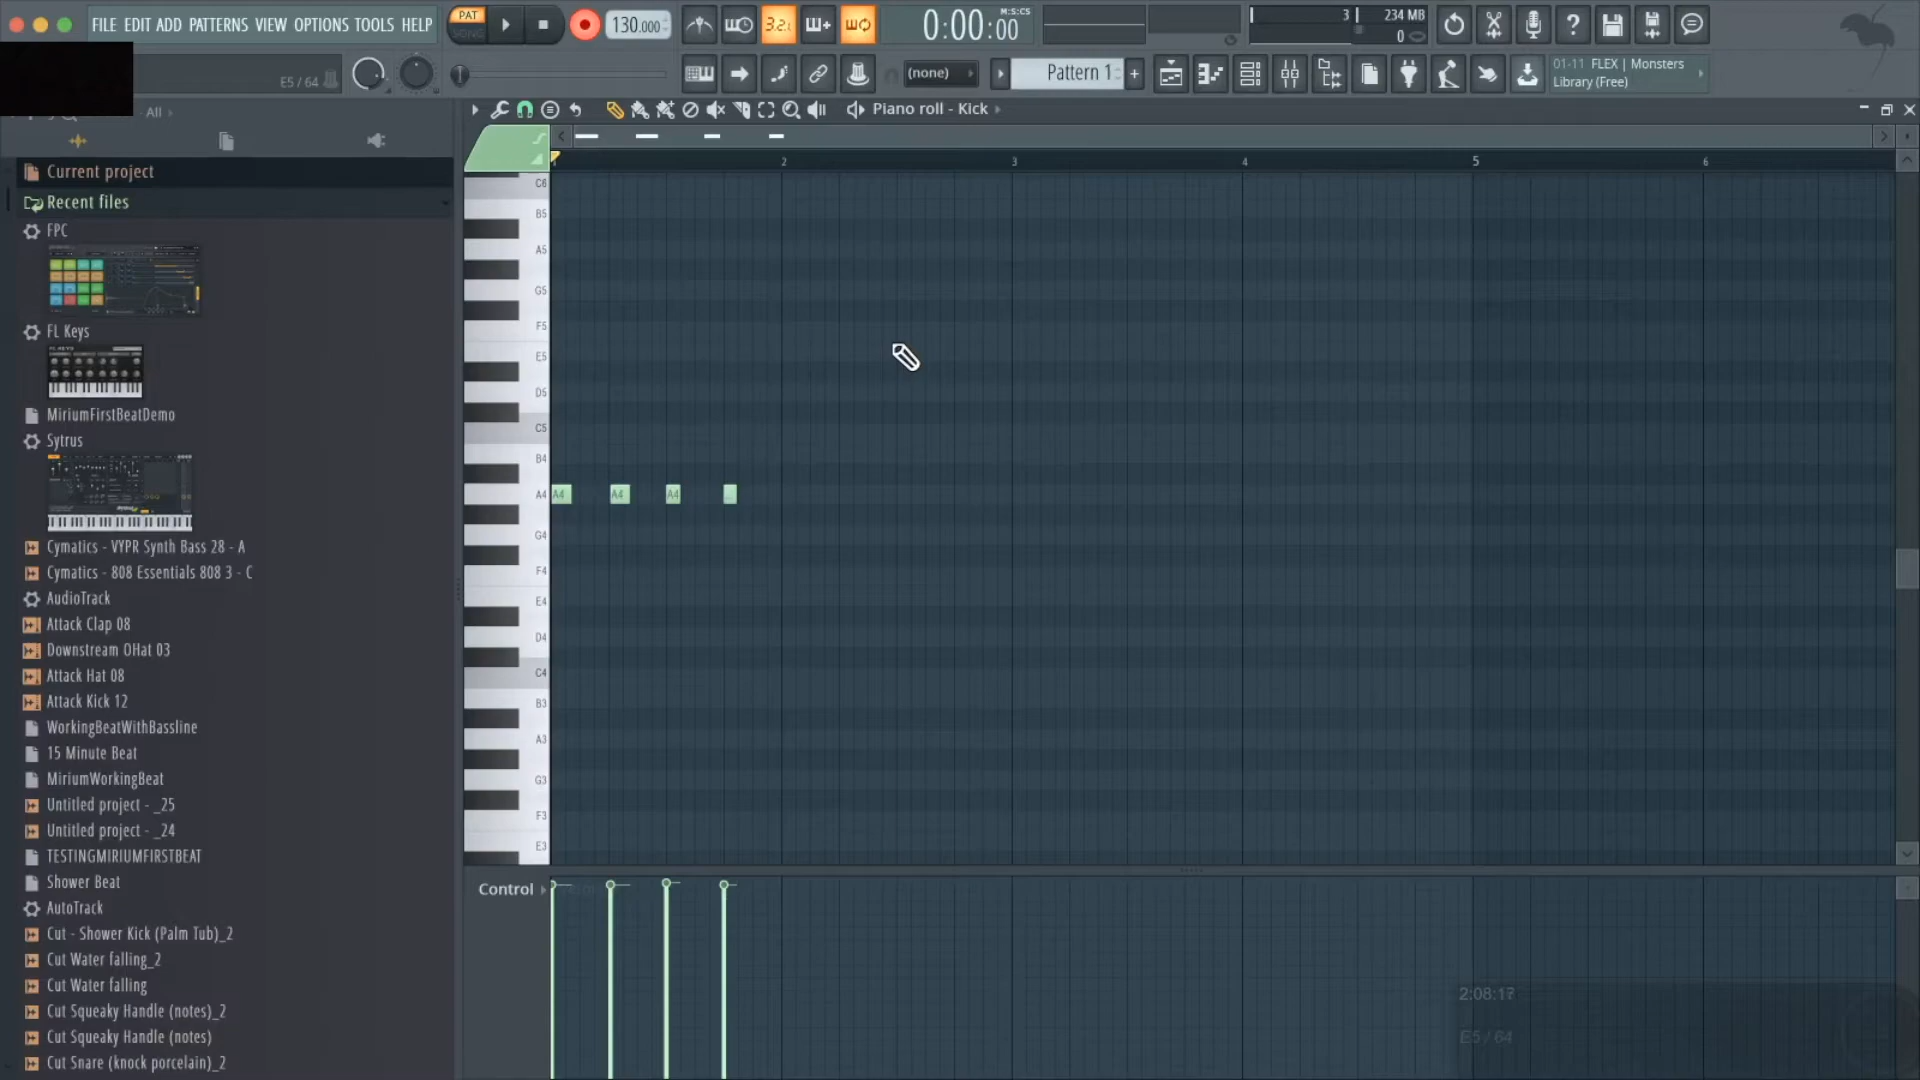 FILE EDIT ADD PATTERNS VIEW OPTIONS TOOLS HELP
PAT
SONG
130.000
3.2.
0:00:00
M:S:CS
3
234 MB
0
E5 / 64
(none)
Pattern 1
+
01-11 FLEX | Monsters
Library (Free)
All
Piano roll - Kick
Current project
Recent files
FPC
FL Keys
MiriumFirstBeatDemo
Sytrus
Cymatics - VYPR Synth Bass 28 - A
Cymatics - 808 Essentials 808 3 - C
AudioTrack
Attack Clap 08
Downstream OHat 03
Attack Hat 08
Attack Kick 12
WorkingBeatWithBassline
15 Minute Beat
MiriumWorkingBeat
Untitled project - _25
Untitled project - _24
TESTINGMIRIUMFIRSTBEAT
Shower Beat
AutoTrack
Cut - Shower Kick (Palm Tub)_2
Cut Water falling_2
Cut Water falling
Cut Squeaky Handle (notes)_2
Cut Squeaky Handle (notes)
Cut Snare (knock porcelain)_2
2 3 4 5 6
C6
B5
A5
G5
F5
E5
D5
C5
B4
A4 A4 A4 A4
G4
F4
E4
D4
C4
B3
A3
G3
F3
E3
Control
2:08:17
E5 / 64